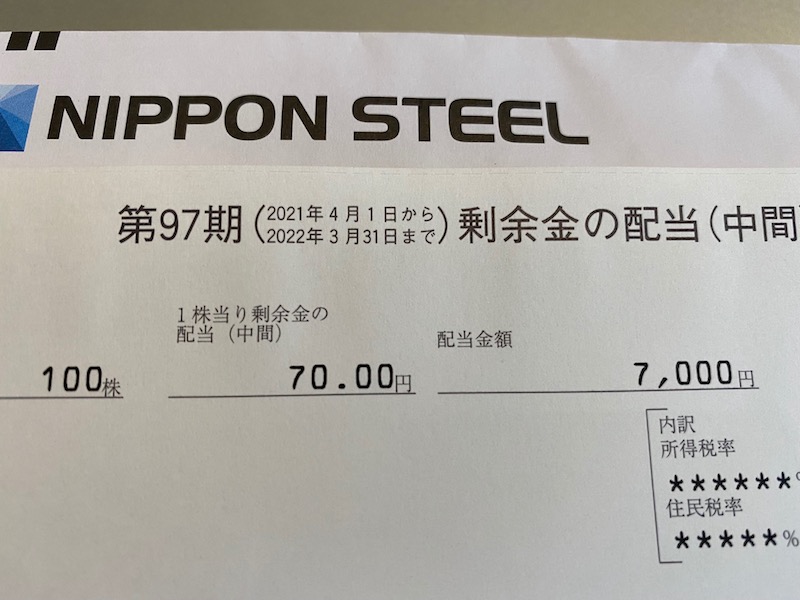 NIPPON STEEL
第97期(2021年4月1日から
2022年3月31日まで)剰余金の配当(中間)
1株当り剰余金の
配当(中間)
配当金額
100株
70.00円
7,000円
内訳
所得税率
******%
住民税率
*****%